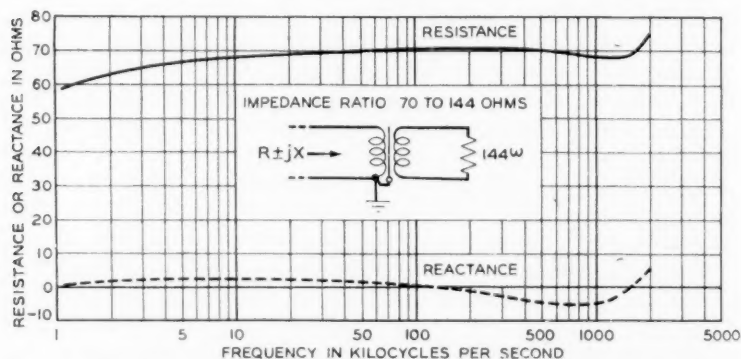 80
70
60
50
40
30
20
10
0
-10
RESISTANCE OR REACTANCE IN OHMS
RESISTANCE
IMPEDANCE RATIO 70 TO 144 OHMS
R±jX
144ω
REACTANCE
1 5 10 50 100 500 1000 5000
FREQUENCY IN KILOCYCLES PER SECOND